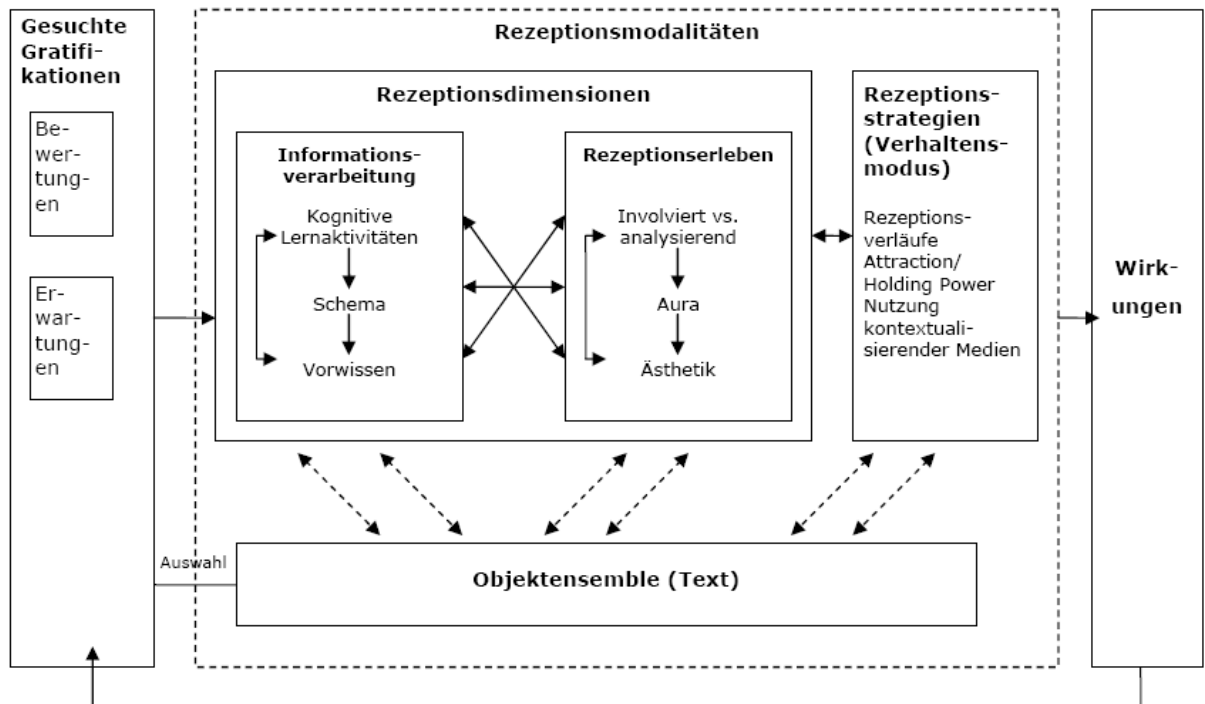 Gesuchte
Gratifi-
kationen
Be-
wer-
tung-
en
Er-
war-
tung-
en
Rezeptionsmodalitäten
Rezeptionsdimensionen
Informations-
verarbeitung
Kognitive
Lernaktivitäten
Schema
Vorwissen
Rezeptionserleben
Involviert vs.
analysierend
Aura
Ästhetik
Rezeptions-
strategien
(Verhaltens-
modus)
Rezeptions-
verläufe
Attraction/
Holding Power
Nutzung
kontextuali-
sierender Medien
Auswahl
Objektensemble (Text)
Wirk-
ungen